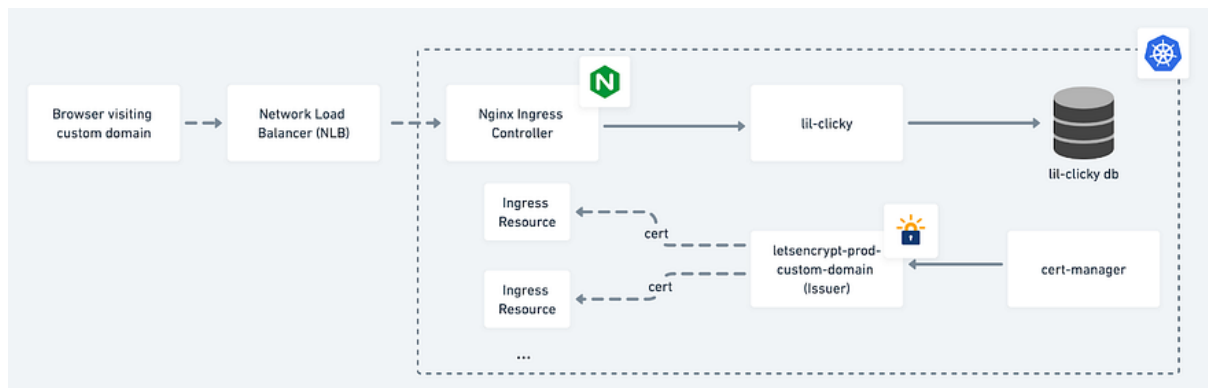 Browser visiting
custom domain
Network Load
Balancer (NLB)
Nginx Ingress
Controller
N
lil-clicky
lil-clicky db
Ingress
Resource
cert
letsencrypt-prod-
custom-domain
(Issuer)
cert-manager
Ingress
Resource
cert
...